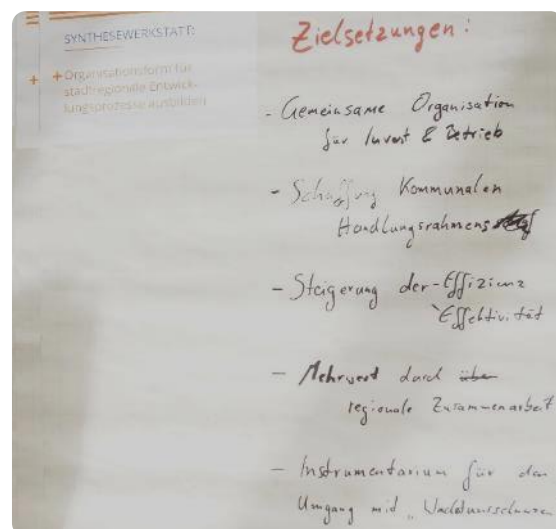 SYNTHESEWERKSTATT:
Organisationsform für
stadtregionale Entwick-
lungsprozesse ausbilden
Zielsetzungen:
- Gemeinsame Organisation
für Invest & Betrieb
- Schaffung Kommunalen
Handlungsrahmens
- Steigerung der - Effizienz
Effektivität
- Mehrwert durch
regionale Zusammenarbeit
- Instrumentarium für den
Umgang mit